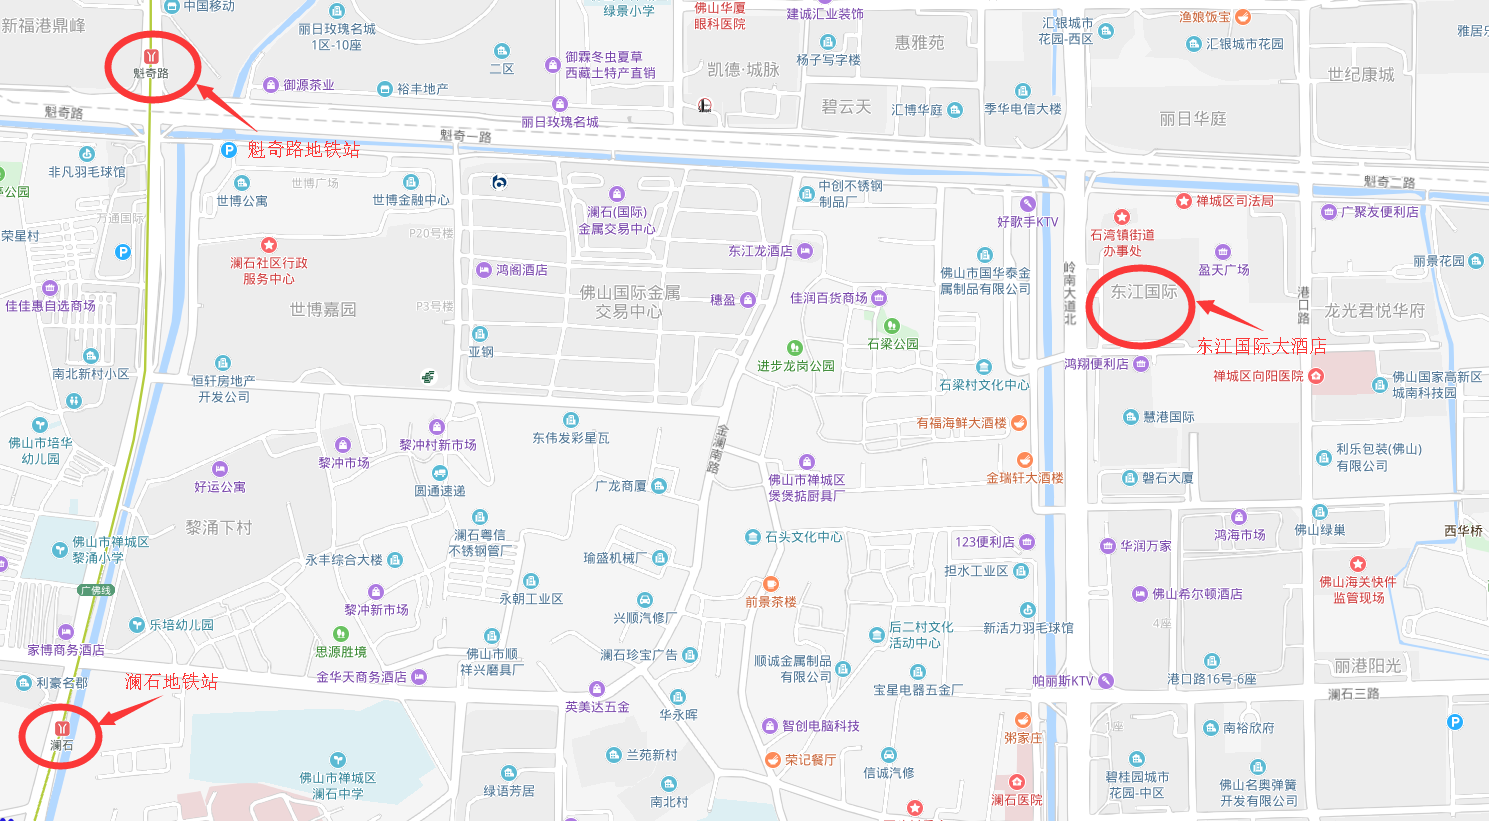 中国移动
新福港鼎峰
丽日玫瑰名城
1区-10座
绿景小学
佛山华厦
眼科医院
建诚汇业装饰
汇银城市
花园-西区
渔娘饭宝
汇银城市花园
雅居乐
魁奇路
二区
御霖冬虫夏草
西藏土特产直销
杨子写字楼
惠雅苑
凯德·城脉
世纪康城
御源茶业
裕丰地产
丽日玫瑰名城
碧云天
汇博华庭
季华电信大楼
丽日华庭
魁奇路
魁奇一路
魁奇路地铁站
非凡羽毛球馆
公园
世博广场
世博公寓
世博金融中心
魁奇二路
中创不锈钢
制品厂
禅城区司法局
广聚友便利店
万通国际
荣星村
澜石(国际)
金属交易中心
好歌手KTV
石湾镇街道
办事处
P20号楼
澜石社区行政
服务中心
鸿阁酒店
东江龙酒店
佛山市国华泰金
属制品有限公司
盈天广场
丽景花园
岭南大道北
港口路
佳佳惠自选商场
世博嘉园
P3号楼
佛山国际金属
交易中心
穗盈
佳润百货商场
东江国际
龙光君悦华府
亚钢
石梁公园
进步龙岗公园
东江国际大酒店
南北新村小区
恒轩房地产
开发公司
石梁村文化中心
鸿翔便利店
禅城区向阳医院
佛山国家高新区
城南科技园
佛山市培华
幼儿园
黎冲市场
黎冲村新市场
东伟发彩星瓦
金澜南路
有福海鲜大酒楼
慧港国际
利乐包装(佛山)
有限公司
好运公寓
圆通速递
广龙商厦
佛山市禅城区
煲煲掂厨具厂
金瑞轩大酒楼
磐石大厦
黎涌下村
澜石粤信
不锈钢管厂
石头文化中心
123便利店
华润万家
鸿海市场
佛山绿巢
西华桥
佛山市禅城区
黎涌小学
永丰综合大楼
瑜盛机械厂
担水工业区
佛山海关快件
监管现场
广佛线
黎冲新市场
永朝工业区
兴顺汽修厂
前景茶楼
佛山希尔顿酒店
4座
乐培幼儿园
家博商务酒店
思源胜境
佛山市顺
祥兴磨具厂
澜石珍宝广告
后二村文化
活动中心
新活力羽毛球馆
顺诚金属制品
有限公司
丽港阳光
利豪名郡
澜石地铁站
金华天商务酒店
宝星电器五金厂
帕丽斯KTV
港口路16号-6座
澜石三路
英美达五金
华永晖
智创电脑科技
粥家庄
座
南裕欣府
澜石
兰苑新村
荣记餐厅
信诚汽修
佛山市禅城区
澜石中学
绿语芳居
南北村
澜石医院
碧桂园城市
花园-中区
佛山名奥弹簧
开发有限公司